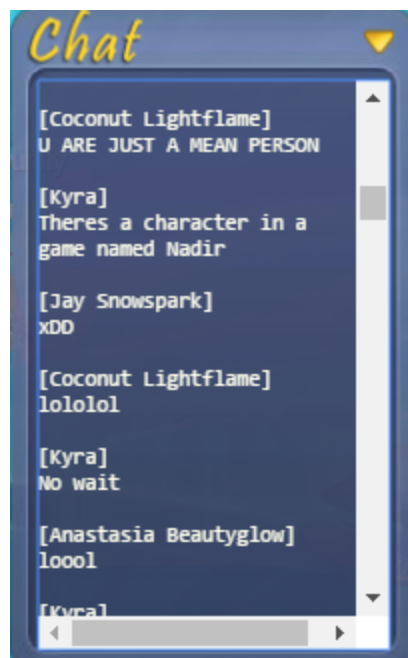 Chat
[Coconut Lightflame]
U ARE JUST A MEAN PERSON
[Kyra]
Theres a character in a
game named Nadir
[Jay Snowspark]
xDD
[Coconut Lightflame]
lololol
[Kyra]
No wait
[Anastasia Beautyglow]
loool
[Kyra]